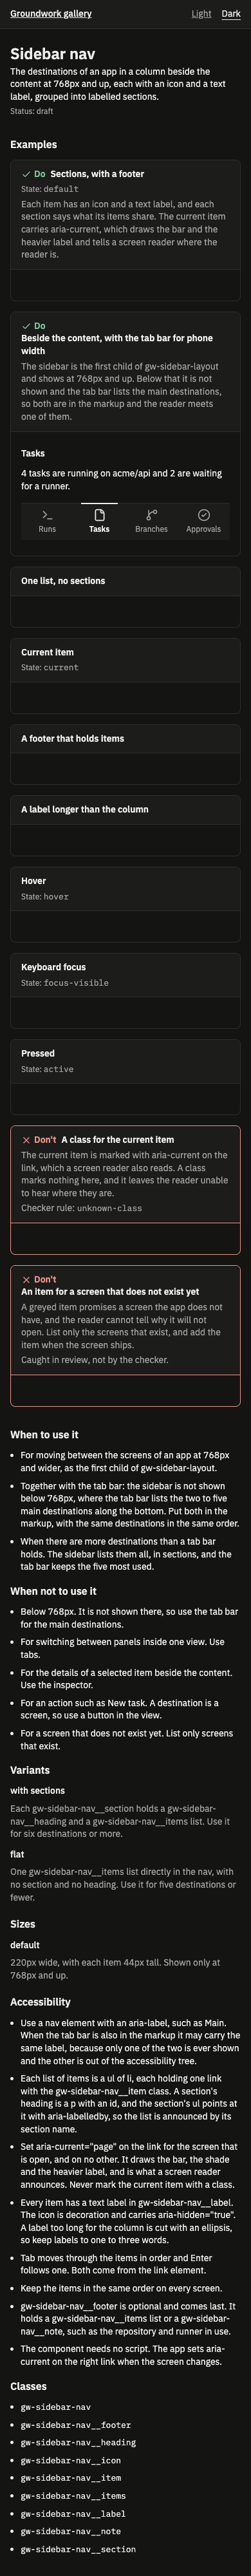 Groundwork gallery Light Dark
Sidebar nav
The destinations of an app in a column beside the
content at 768px and up, each with an icon and a text
label, grouped into labelled sections.
Status: draft
Examples
Do Sections, with a footer
State: default
Each item has an icon and a text label, and each
section says what its items share. The current item
carries aria-current, which draws the bar and the
heavier label and tells a screen reader where the
reader is.
Do
Beside the content, with the tab bar for phone
width
The sidebar is the first child of gw-sidebar-layout
and shows at 768px and up. Below that it is not
shown and the tab bar lists the main destinations,
so both are in the markup and the reader meets
one of them.
Tasks
4 tasks are running on acme/api and 2 are waiting
for a runner.
Runs Tasks Branches Approvals
One list, no sections
Current item
State: current
A footer that holds items
A label longer than the column
Hover
State: hover
Keyboard focus
State: focus-visible
Pressed
State: active
Don't A class for the current item
The current item is marked with aria-current on the
link, which a screen reader also reads. A class
marks nothing here, and it leaves the reader unable
to hear where they are.
Checker rule: unknown-class
Don't
An item for a screen that does not exist yet
A greyed item promises a screen the app does not
have, and the reader cannot tell why it will not
open. List only the screens that exist, and add the
item when the screen ships.
Caught in review, not by the checker.
When to use it
For moving between the screens of an app at 768px
and wider, as the first child of gw-sidebar-layout.
Together with the tab bar: the sidebar is not shown
below 768px, where the tab bar lists the two to five
main destinations along the bottom. Put both in the
markup, with the same destinations in the same order.
When there are more destinations than a tab bar
holds. The sidebar lists them all, in sections, and the
tab bar keeps the five most used.
When not to use it
Below 768px. It is not shown there, so use the tab bar
for the main destinations.
For switching between panels inside one view. Use
tabs.
For the details of a selected item beside the content.
Use the inspector.
For an action such as New task. A destination is a
screen, so use a button in the view.
For a screen that does not exist yet. List only screens
that exist.
Variants
with sections
Each gw-sidebar-nav__section holds a gw-sidebar-
nav__heading and a gw-sidebar-nav__items list. Use it
for six destinations or more.
flat
One gw-sidebar-nav__items list directly in the nav, with
no section and no heading. Use it for five destinations or
fewer.
Sizes
default
220px wide, with each item 44px tall. Shown only at
768px and up.
Accessibility
Use a nav element with an aria-label, such as Main.
When the tab bar is also in the markup it may carry the
same label, because only one of the two is ever shown
and the other is out of the accessibility tree.
Each list of items is a ul of li, each holding one link
with the gw-sidebar-nav__item class. A section's
heading is a p with an id, and the section's ul points at
it with aria-labelledby, so the list is announced by its
section name.
Set aria-current="page" on the link for the screen that
is open, and on no other. It draws the bar, the shade
and the heavier label, and is what a screen reader
announces. Never mark the current item with a class.
Every item has a text label in gw-sidebar-nav__label.
The icon is decoration and carries aria-hidden="true".
A label too long for the column is cut with an ellipsis,
so keep labels to one to three words.
Tab moves through the items in order and Enter
follows one. Both come from the link element.
Keep the items in the same order on every screen.
gw-sidebar-nav__footer is optional and comes last. It
holds a gw-sidebar-nav__items list or a gw-sidebar-
nav__note, such as the repository and runner in use.
The component needs no script. The app sets aria-
current on the right link when the screen changes.
Classes
gw-sidebar-nav
gw-sidebar-nav__footer
gw-sidebar-nav__heading
gw-sidebar-nav__icon
gw-sidebar-nav__item
gw-sidebar-nav__items
gw-sidebar-nav__label
gw-sidebar-nav__note
gw-sidebar-nav__section